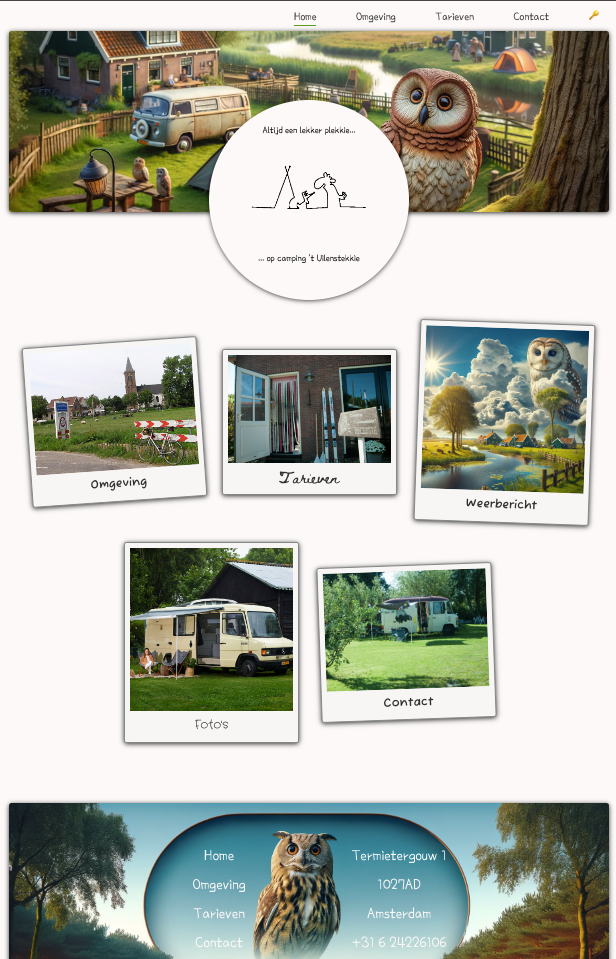 Home Omgeving Tarieven Contact
Altijd een lekker plekkie...
... op camping 't Uilenstekkie
Omgeving
Tarieven
Weerbericht
Foto's
Contact
Home
Omgeving
Tarieven
Contact
Termietergouw 1
1027AD
Amsterdam
+31 6 24226106